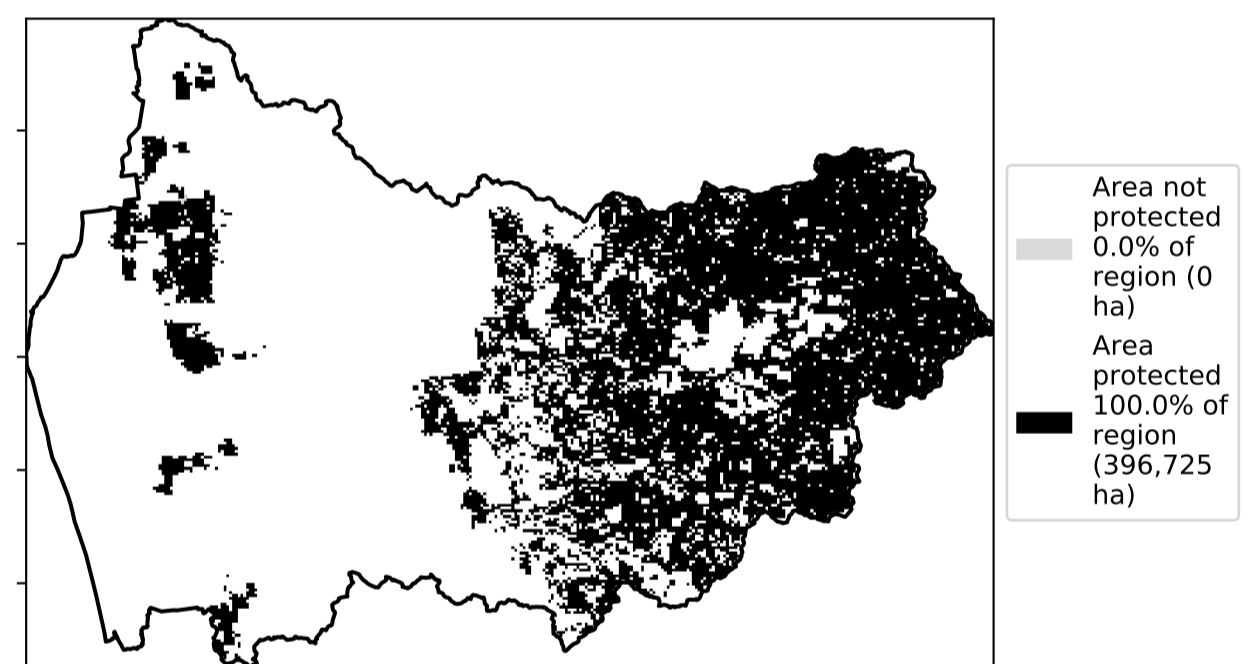 Area not
protected
0.0% of
region (0
ha)
Area
protected
100.0% of
region
(396,725
ha)